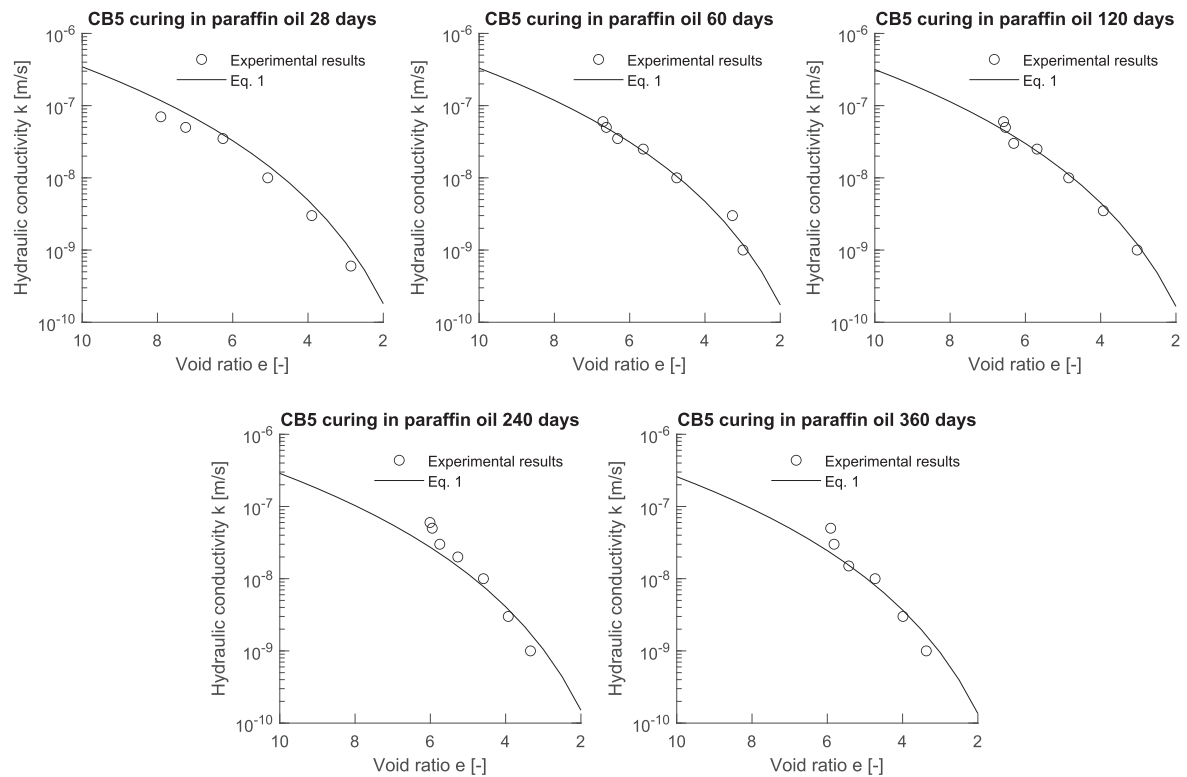 CB5 curing in paraffin oil 28 days
10^-6
10^-7
10^-8
10^-9
10^-10
Hydraulic conductivity k [m/s]
Experimental results
Eq. 1
10 8 6 4 2
Void ratio e [-]
CB5 curing in paraffin oil 60 days
10^-6
10^-7
10^-8
10^-9
10^-10
Hydraulic conductivity k [m/s]
Experimental results
Eq. 1
10 8 6 4 2
Void ratio e [-]
CB5 curing in paraffin oil 120 days
10^-6
10^-7
10^-8
10^-9
10^-10
Hydraulic conductivity k [m/s]
Experimental results
Eq. 1
10 8 6 4 2
Void ratio e [-]
CB5 curing in paraffin oil 240 days
10^-6
10^-7
10^-8
10^-9
10^-10
Hydraulic conductivity k [m/s]
Experimental results
Eq. 1
10 8 6 4 2
Void ratio e [-]
CB5 curing in paraffin oil 360 days
10^-6
10^-7
10^-8
10^-9
10^-10
Hydraulic conductivity k [m/s]
Experimental results
Eq. 1
10 8 6 4 2
Void ratio e [-]